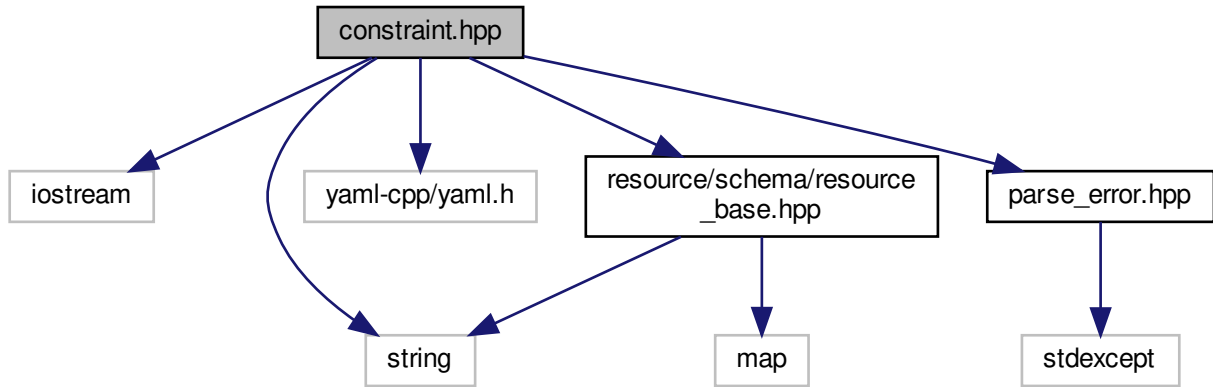 constraint.hpp
iostream
yaml-cpp/yaml.h
resource/schema/resource
_base.hpp
parse_error.hpp
string
map
stdexcept